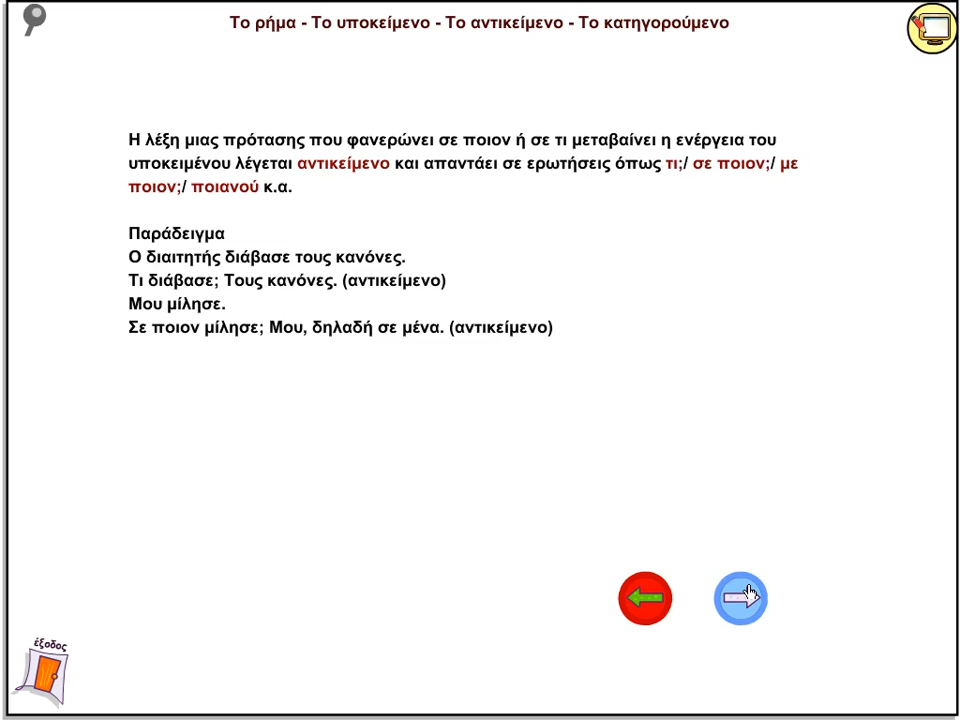 Το ρήμα - Το υποκείμενο - Το αντικείμενο - Το κατηγορούμενο
Η λέξη μιας πρότασης που φανερώνει σε ποιον ή σε τι μεταβαίνει η ενέργεια του
υποκειμένου λέγεται αντικείμενο και απαντάει σε ερωτήσεις όπως τι;/ σε ποιον;/ με
ποιον;/ ποιανού κ.α.
Παράδειγμα
Ο διαιτητής διάβασε τους κανόνες.
Τι διάβασε; Τους κανόνες. (αντικείμενο)
Μου μίλησε.
Σε ποιον μίλησε; Μου, δηλαδή σε μένα. (αντικείμενο)
έξοδος